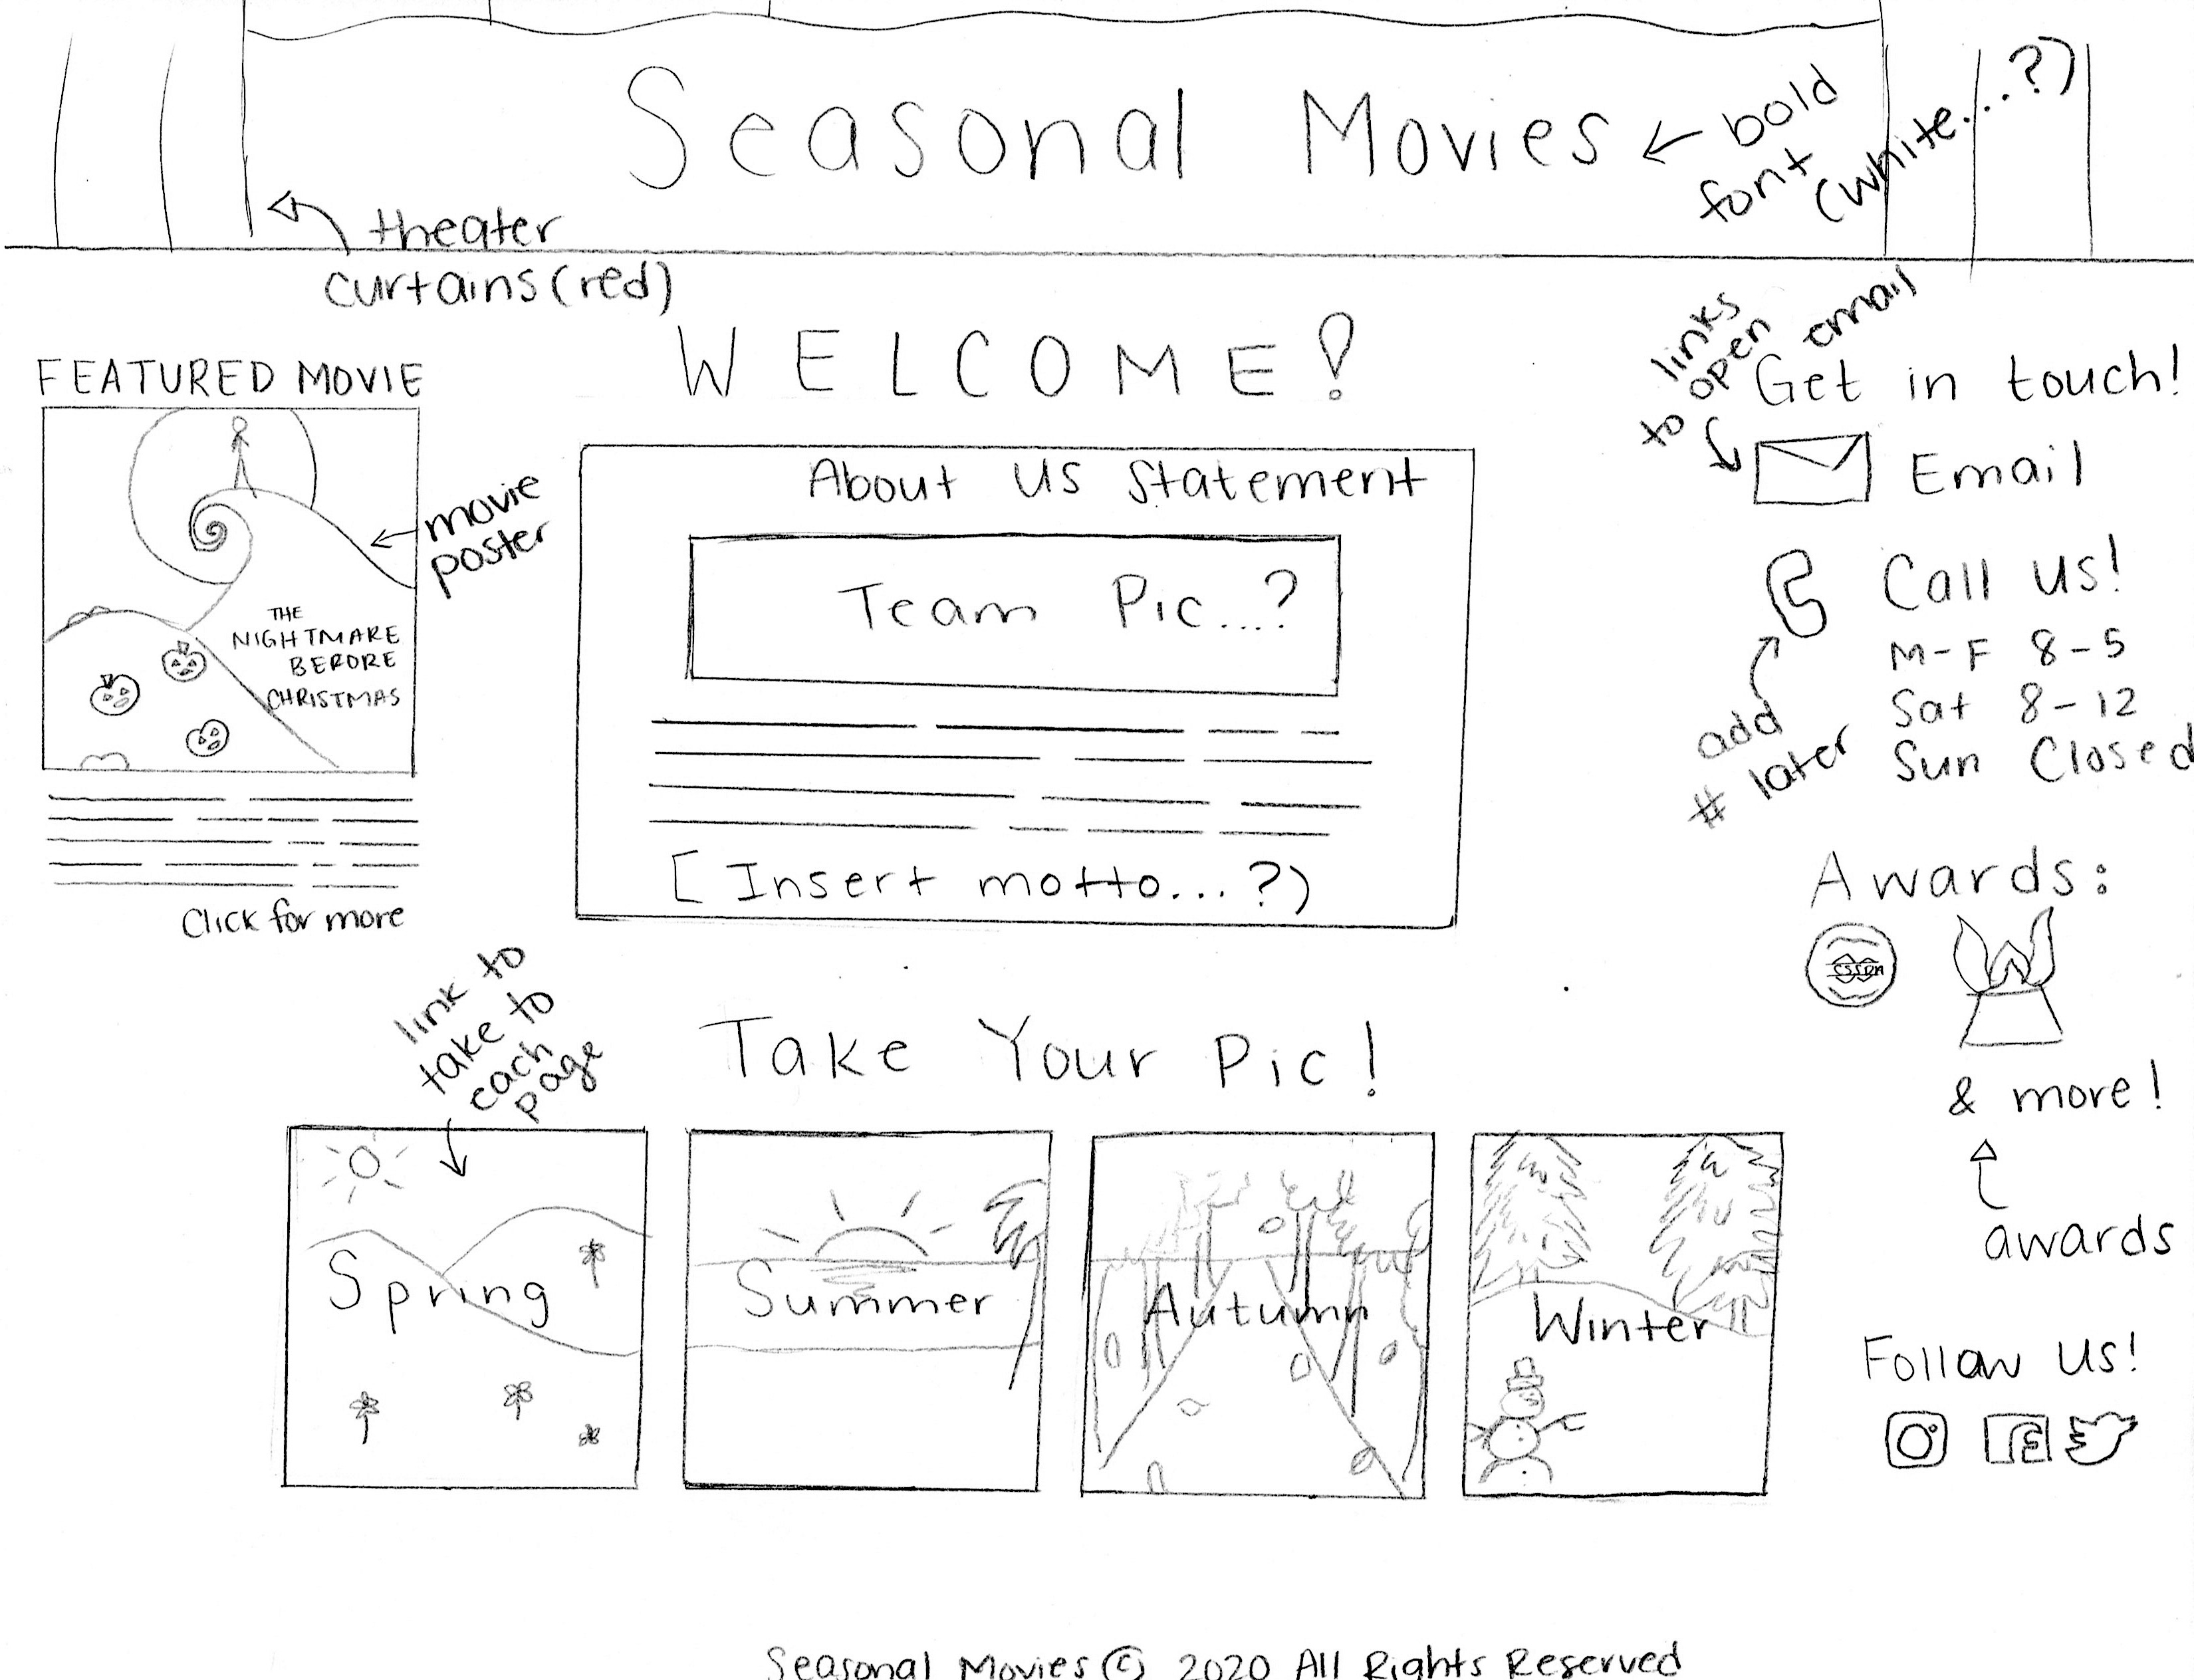 Seasonal Movies
bold
font
(white....?)
theater
curtains (red)
WELCOME!
FEATURED MOVIE
movie
poster
THE
NIGHTMARE
BERORE
CHRISTMAS
Click for more
About us Statement
Team Pic....?
[Insert motto...?)
links
to open
email
Get in touch!
Email
Call us!
M-F 8-5
Sat 8-12
Sun Closed
add
# later
Awards:
& more!
awards
Follow us!
link to
take to
each
page
Take Your Pic!
Spring
Summer
Autumn
Winter
Seasonal Movies © 2020 All Rights Reserved